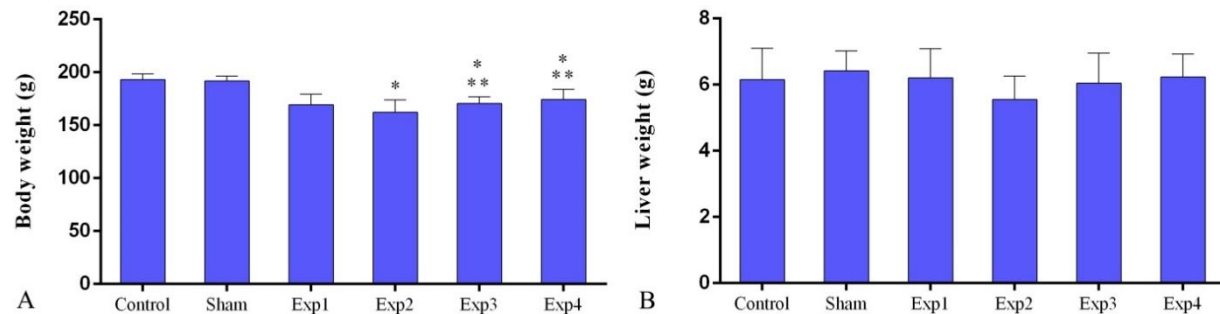 Body weight (g)
250
200
150
100
50
0
*
*
**
*
**
Control Sham Exp1 Exp2 Exp3 Exp4
A
Liver weight (g)
8
6
4
2
0
Control Sham Exp1 Exp2 Exp3 Exp4
B